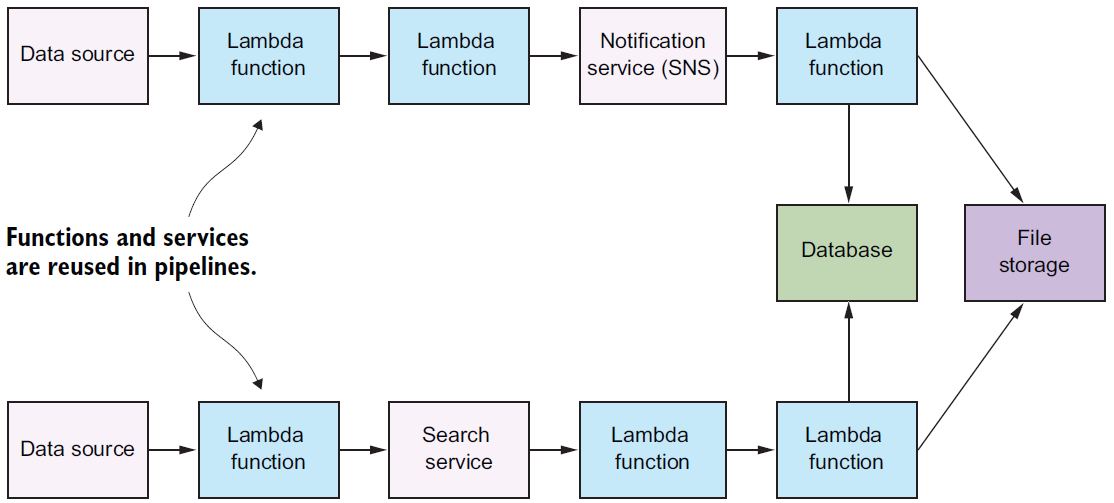 Data source
Lambda
function
Lambda
function
Notification
service (SNS)
Lambda
function
Functions and services
are reused in pipelines.
Database
File
storage
Data source
Lambda
function
Search
service
Lambda
function
Lambda
function